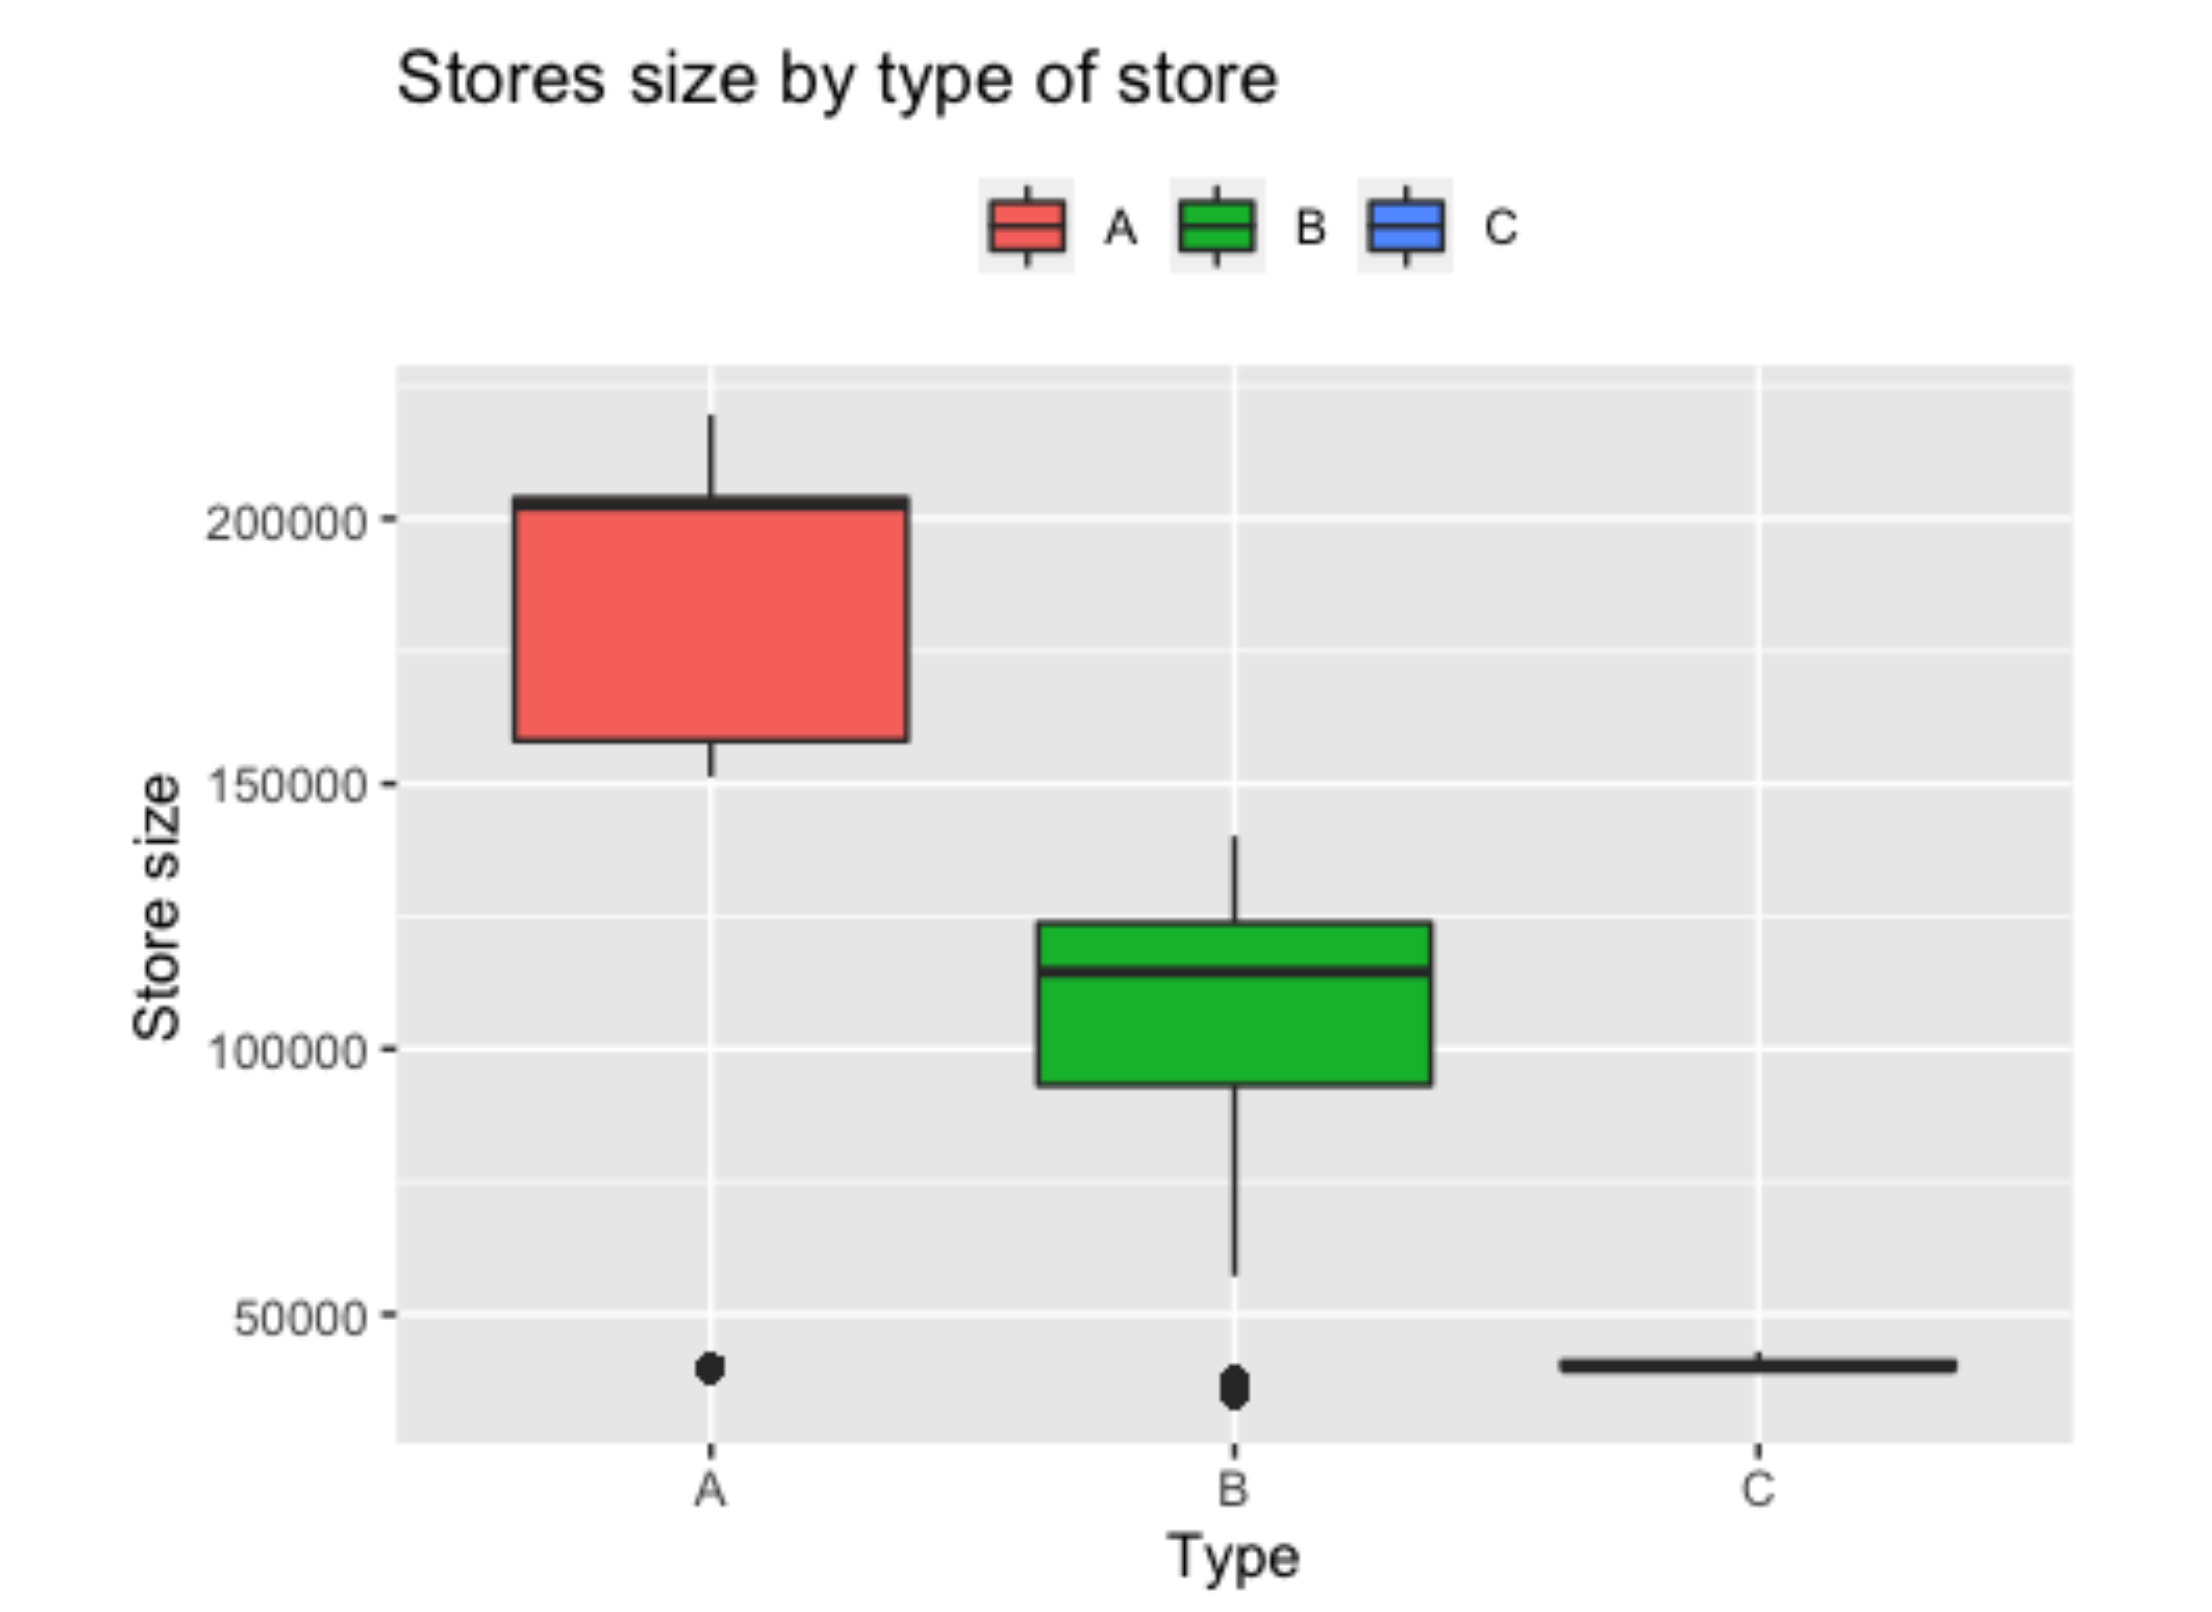 Stores size by type of store
A B C
Store size
200000
150000
100000
50000
A B C
Type